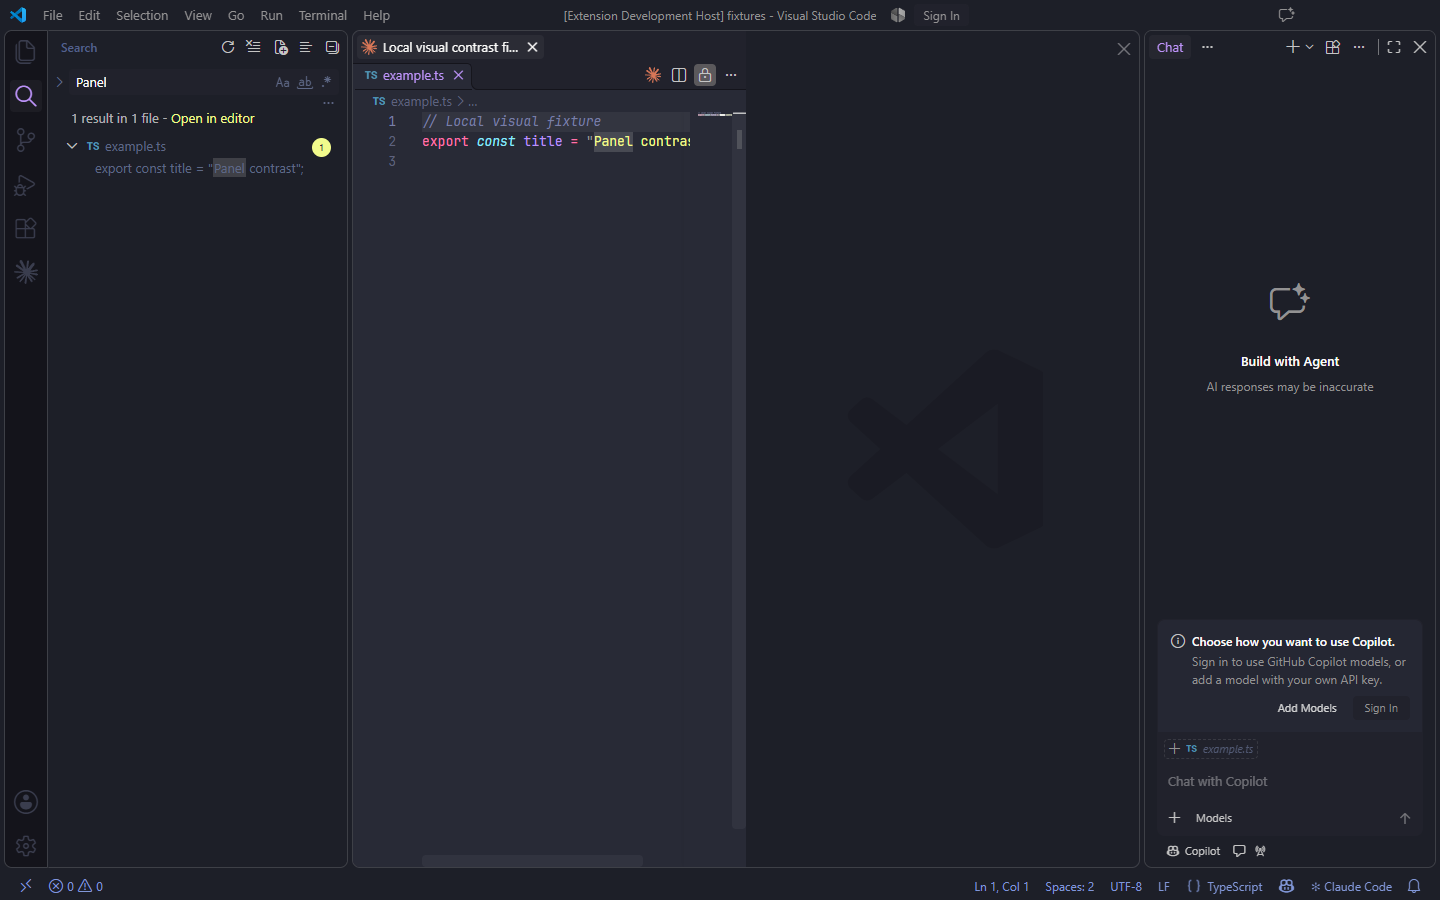 File Edit Selection View Go Run Terminal Help
[Extension Development Host] fixtures - Visual Studio Code
Sign In
Search
Panel
Aa ab .*
1 result in 1 file - Open in editor
TS example.ts 1
export const title = "Panel contrast";
Local visual contrast fi...
TS example.ts
TS example.ts > ...
1 // Local visual fixture
2 export const title = "Panel contras
3
Chat
Build with Agent
AI responses may be inaccurate
Choose how you want to use Copilot.
Sign in to use GitHub Copilot models, or
add a model with your own API key.
Add Models Sign In
TS example.ts
Chat with Copilot
Models
Copilot
0 0
Ln 1, Col 1 Spaces: 2 UTF-8 LF { } TypeScript Claude Code